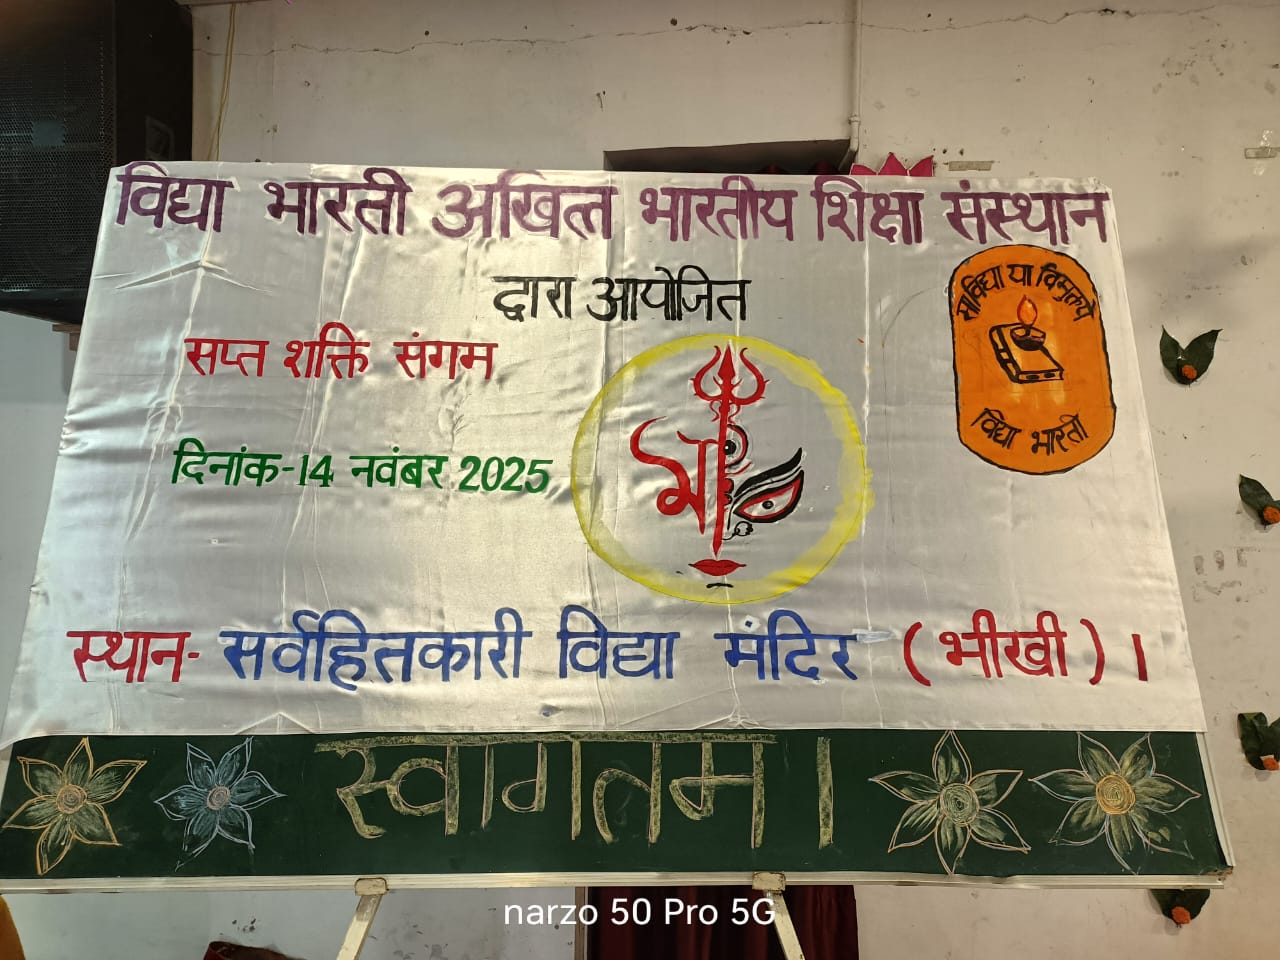 विद्या भारती अखिल भारतीय शिक्षा संस्थान
द्वारा आयोजित
सप्त शक्ति संगम
दिनांक-14 नवंबर 2025
माँ
सा विद्या या विमुक्तये
विद्या भारती
स्थान- सर्वहितकारी विद्या मंदिर (भीखी)।
स्वागतम।
narzo 50 Pro 5G